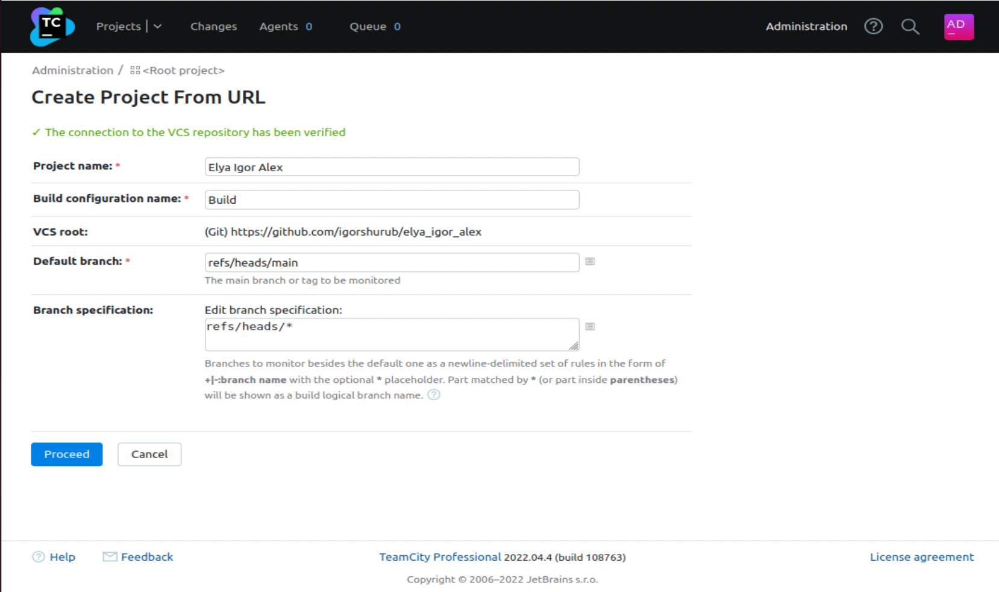 TC
Projects
Changes
Agents 0
Queue 0
Administration
AD
Administration / <Root project>
Create Project From URL
✓ The connection to the VCS repository has been verified
Project name: * Elya Igor Alex
Build configuration name: * Build
VCS root: (Git) https://github.com/igorshurub/elya_igor_alex
Default branch: * refs/heads/main
The main branch or tag to be monitored
Branch specification: Edit branch specification:
refs/heads/*
Branches to monitor besides the default one as a newline-delimited set of rules in the form of
+|-:branch name with the optional * placeholder. Part matched by * (or part inside parentheses)
will be shown as a build logical branch name. ?
Proceed Cancel
? Help Feedback TeamCity Professional 2022.04.4 (build 108763) License agreement
Copyright © 2006–2022 JetBrains s.r.o.